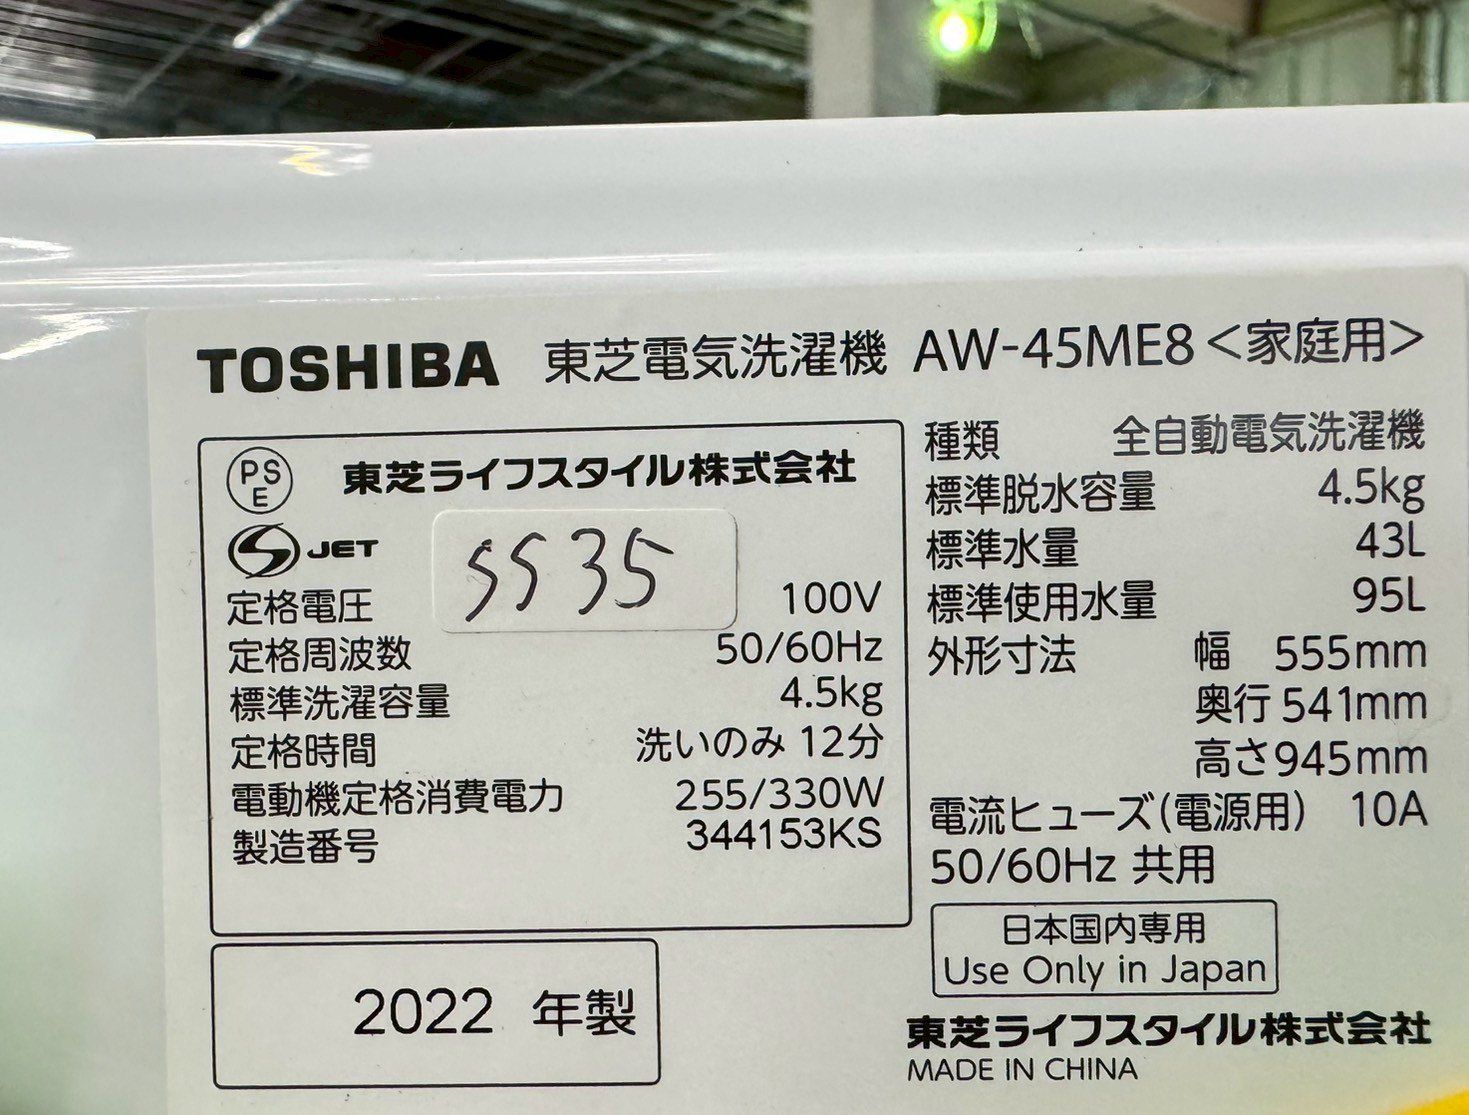 TOSHIBA 東芝電気洗濯機 AW-45ME8<家庭用>
PS
E
東芝ライフスタイル株式会社
JET
SS35
定格電圧 100V
定格周波数 50/60Hz
標準洗濯容量 4.5kg
定格時間 洗いのみ 12分
電動機定格消費電力 255/330W
製造番号 344153KS
2022 年製
種類 全自動電気洗濯機
標準脱水容量 4.5kg
標準水量 43L
標準使用水量 95L
外形寸法 幅 555mm
奥行 541mm
高さ945mm
電流ヒューズ(電源用) 10A
50/60Hz 共用
日本国内専用
Use Only in Japan
東芝ライフスタイル株式会社
MADE IN CHINA